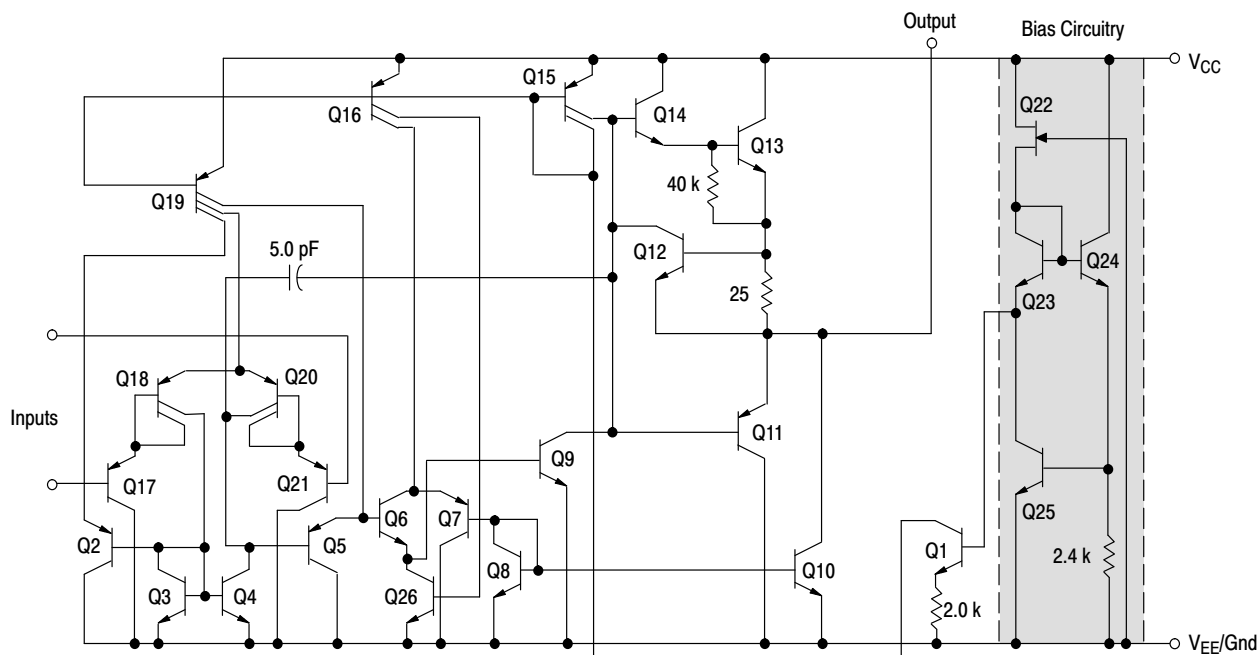 Output
Bias Circuitry
V_CC
Q15
Q16
Q14
Q22
Q13
Q19
40 k
5.0 pF
Q12
Q24
Q23
25
Q18
Q20
Inputs
Q11
Q9
Q17
Q21
Q6
Q7
Q25
Q2
Q5
Q1
Q8
Q10
2.4 k
Q3
Q4
Q26
2.0 k
V_EE/Gnd